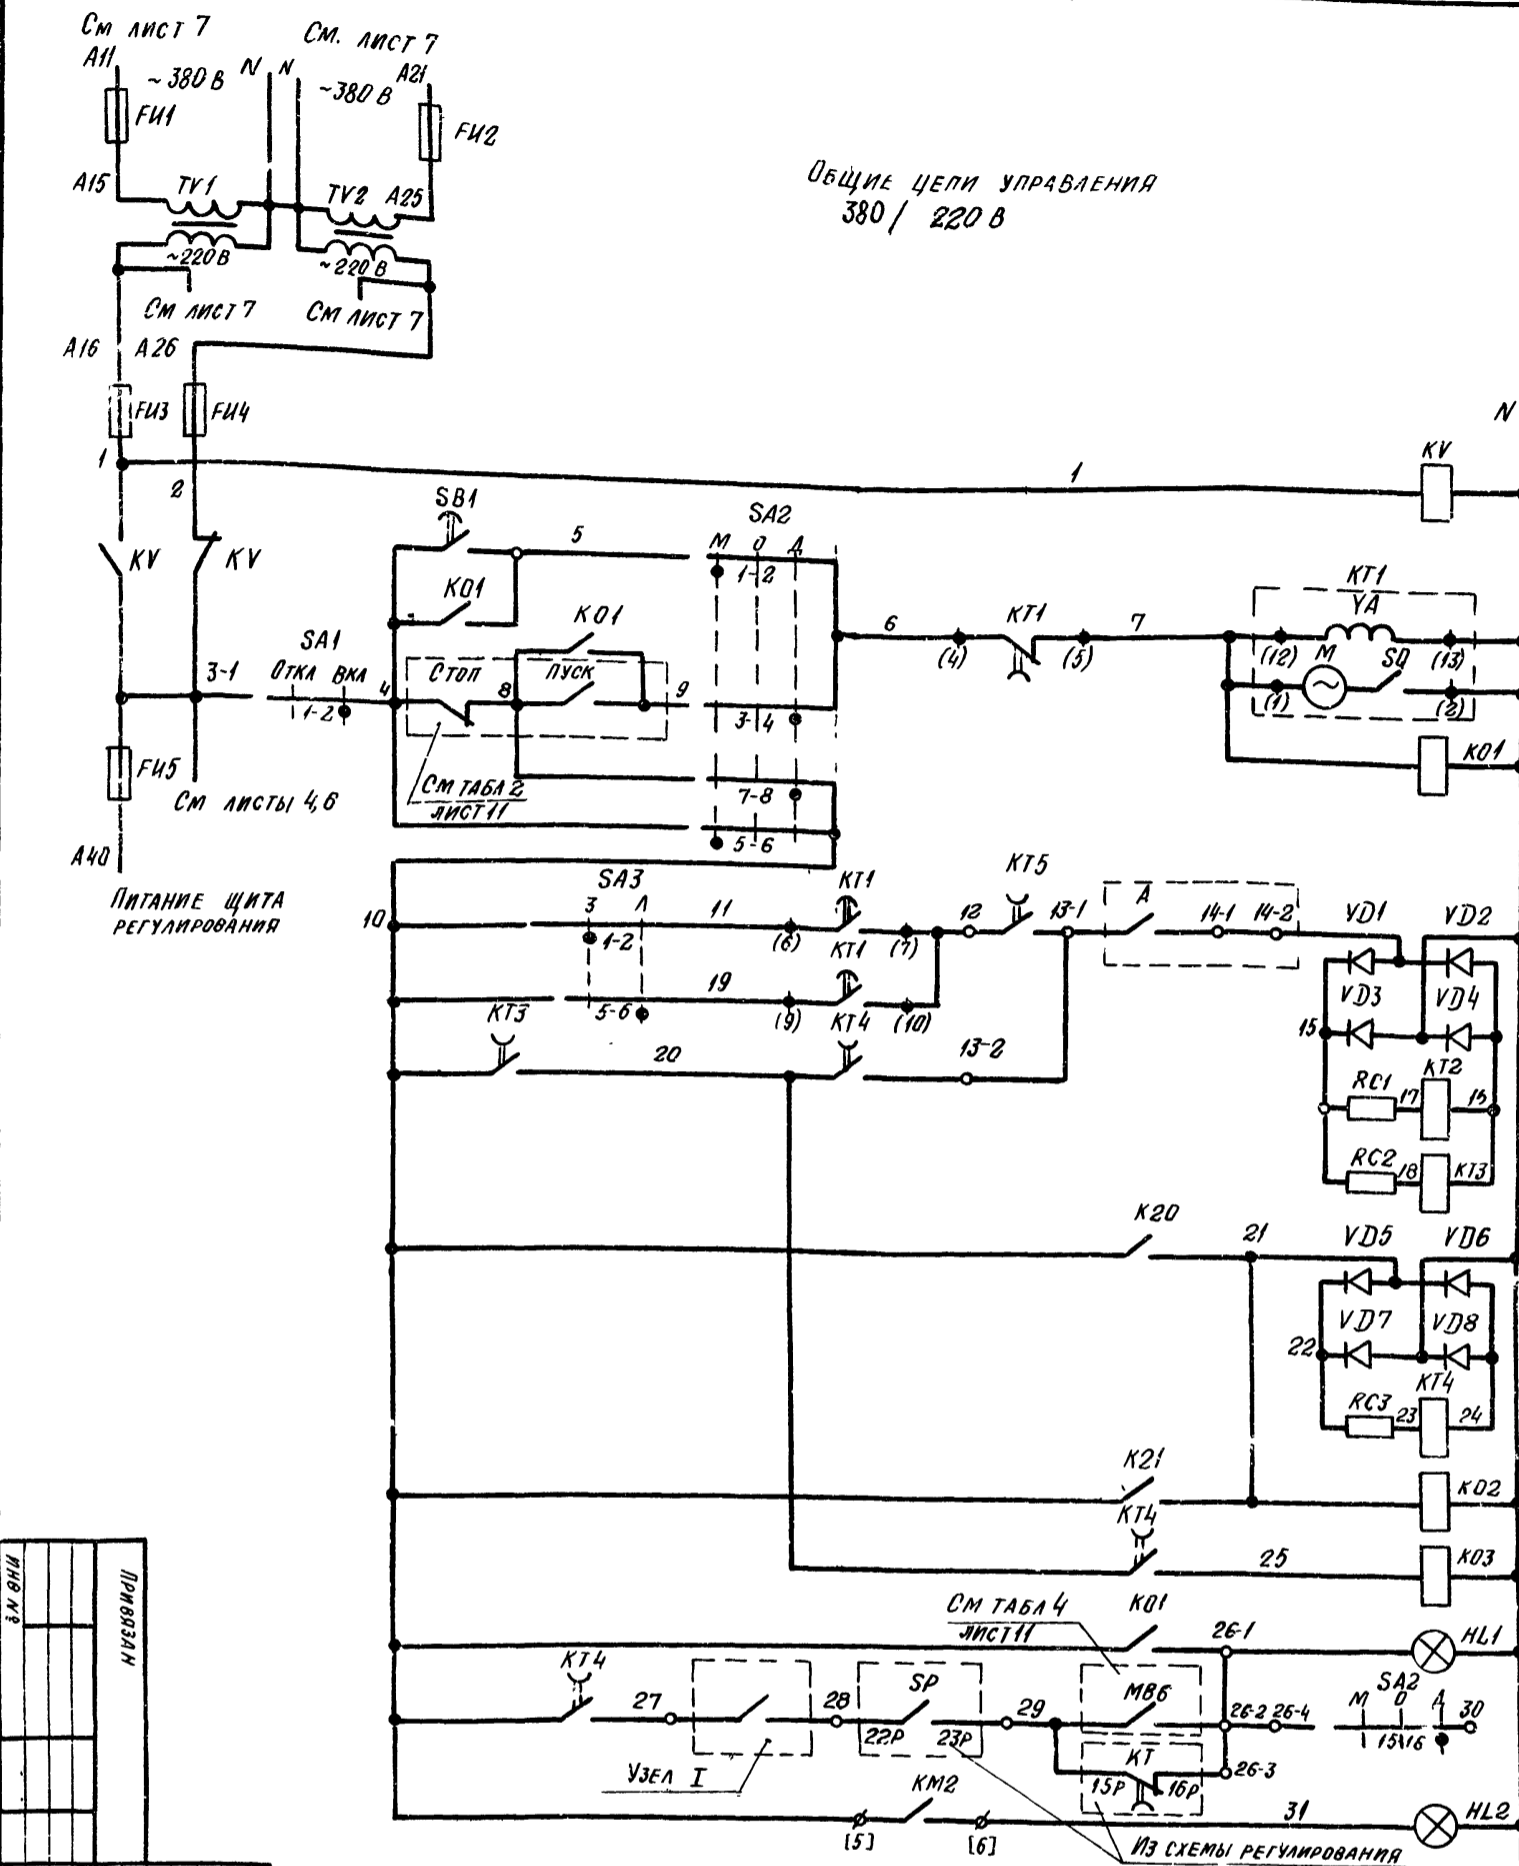 См лист 7
См. лист 7
A11
~380 В
N
N
~380 В
A21
FU1
FU2
Общие цепи управления
380 / 220 В
A15
TV1
TV2
A25
~220 В
~220 В
См лист 7
См лист 7
A16
A26
FU3
FU4
N
1
2
1
KV
SB1
5
SA2
М
О
Д
1-2
KV
KV
K01
K01
6
KT1
7
KT1
YA
(4)
(5)
(12)
(13)
M
SQ
(1)
(2)
SA1
3-1
Откл
Вкл
1-2
4
Стоп
8
Пуск
9
3-4
K01
FU5
См листы 4,6
См табл 2
лист 11
7-8
5-6
A40
Питание щита
регулирования
SA3
З
Л
10
1-2
11
(6)
KT1
(7)
12
KT5
13-1
A
14-1
14-2
VD1
VD2
5-6
19
(9)
KT1
(10)
VD3
VD4
15
KT3
20
KT4
13-2
RC1
17
KT2
16
RC2
18
KT3
K20
21
VD5
VD6
VD7
VD8
22
RC3
23
KT4
24
K21
K02
KT4
25
K03
См табл 4
лист 11
K01
26-1
HL1
KT4
27
28
SP
22Р
23Р
29
МВ6
26-2
26-4
SA2
М
О
Д
30
15-16
Узел I
KT
15Р
16Р
26-3
KM2
[5]
[6]
31
HL2
Из схемы регулирования
Привязан
Инв №